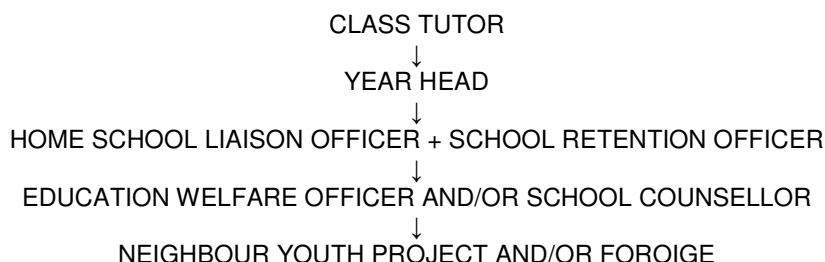 CLASS TUTOR
↓
YEAR HEAD
↓
HOME SCHOOL LIAISON OFFICER + SCHOOL RETENTION OFFICER
↓
EDUCATION WELFARE OFFICER AND/OR SCHOOL COUNSELLOR
↓
NEIGHBOUR YOUTH PROJECT AND/OR FOROIGE